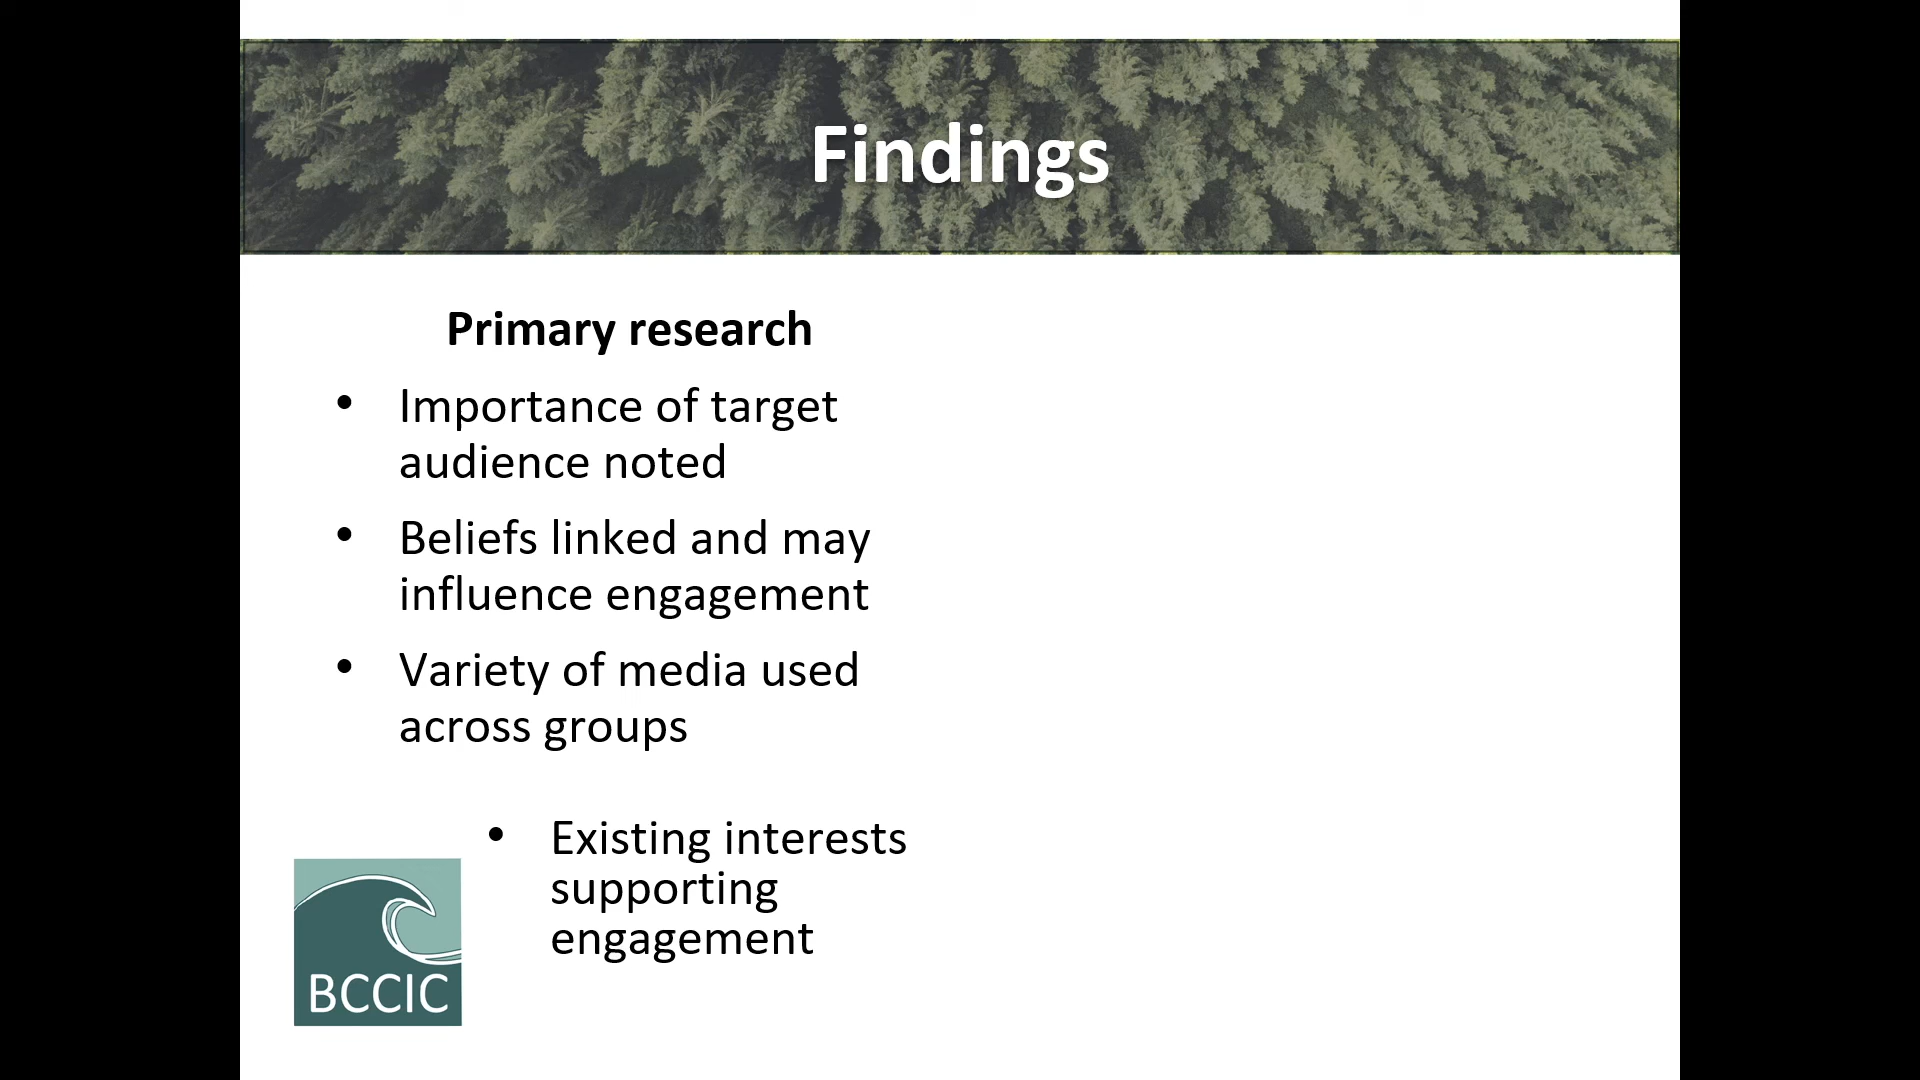 Findings
Primary research
• Importance of target
audience noted
• Beliefs linked and may
influence engagement
• Variety of media used
across groups
• Existing interests
supporting
engagement
BCCIC